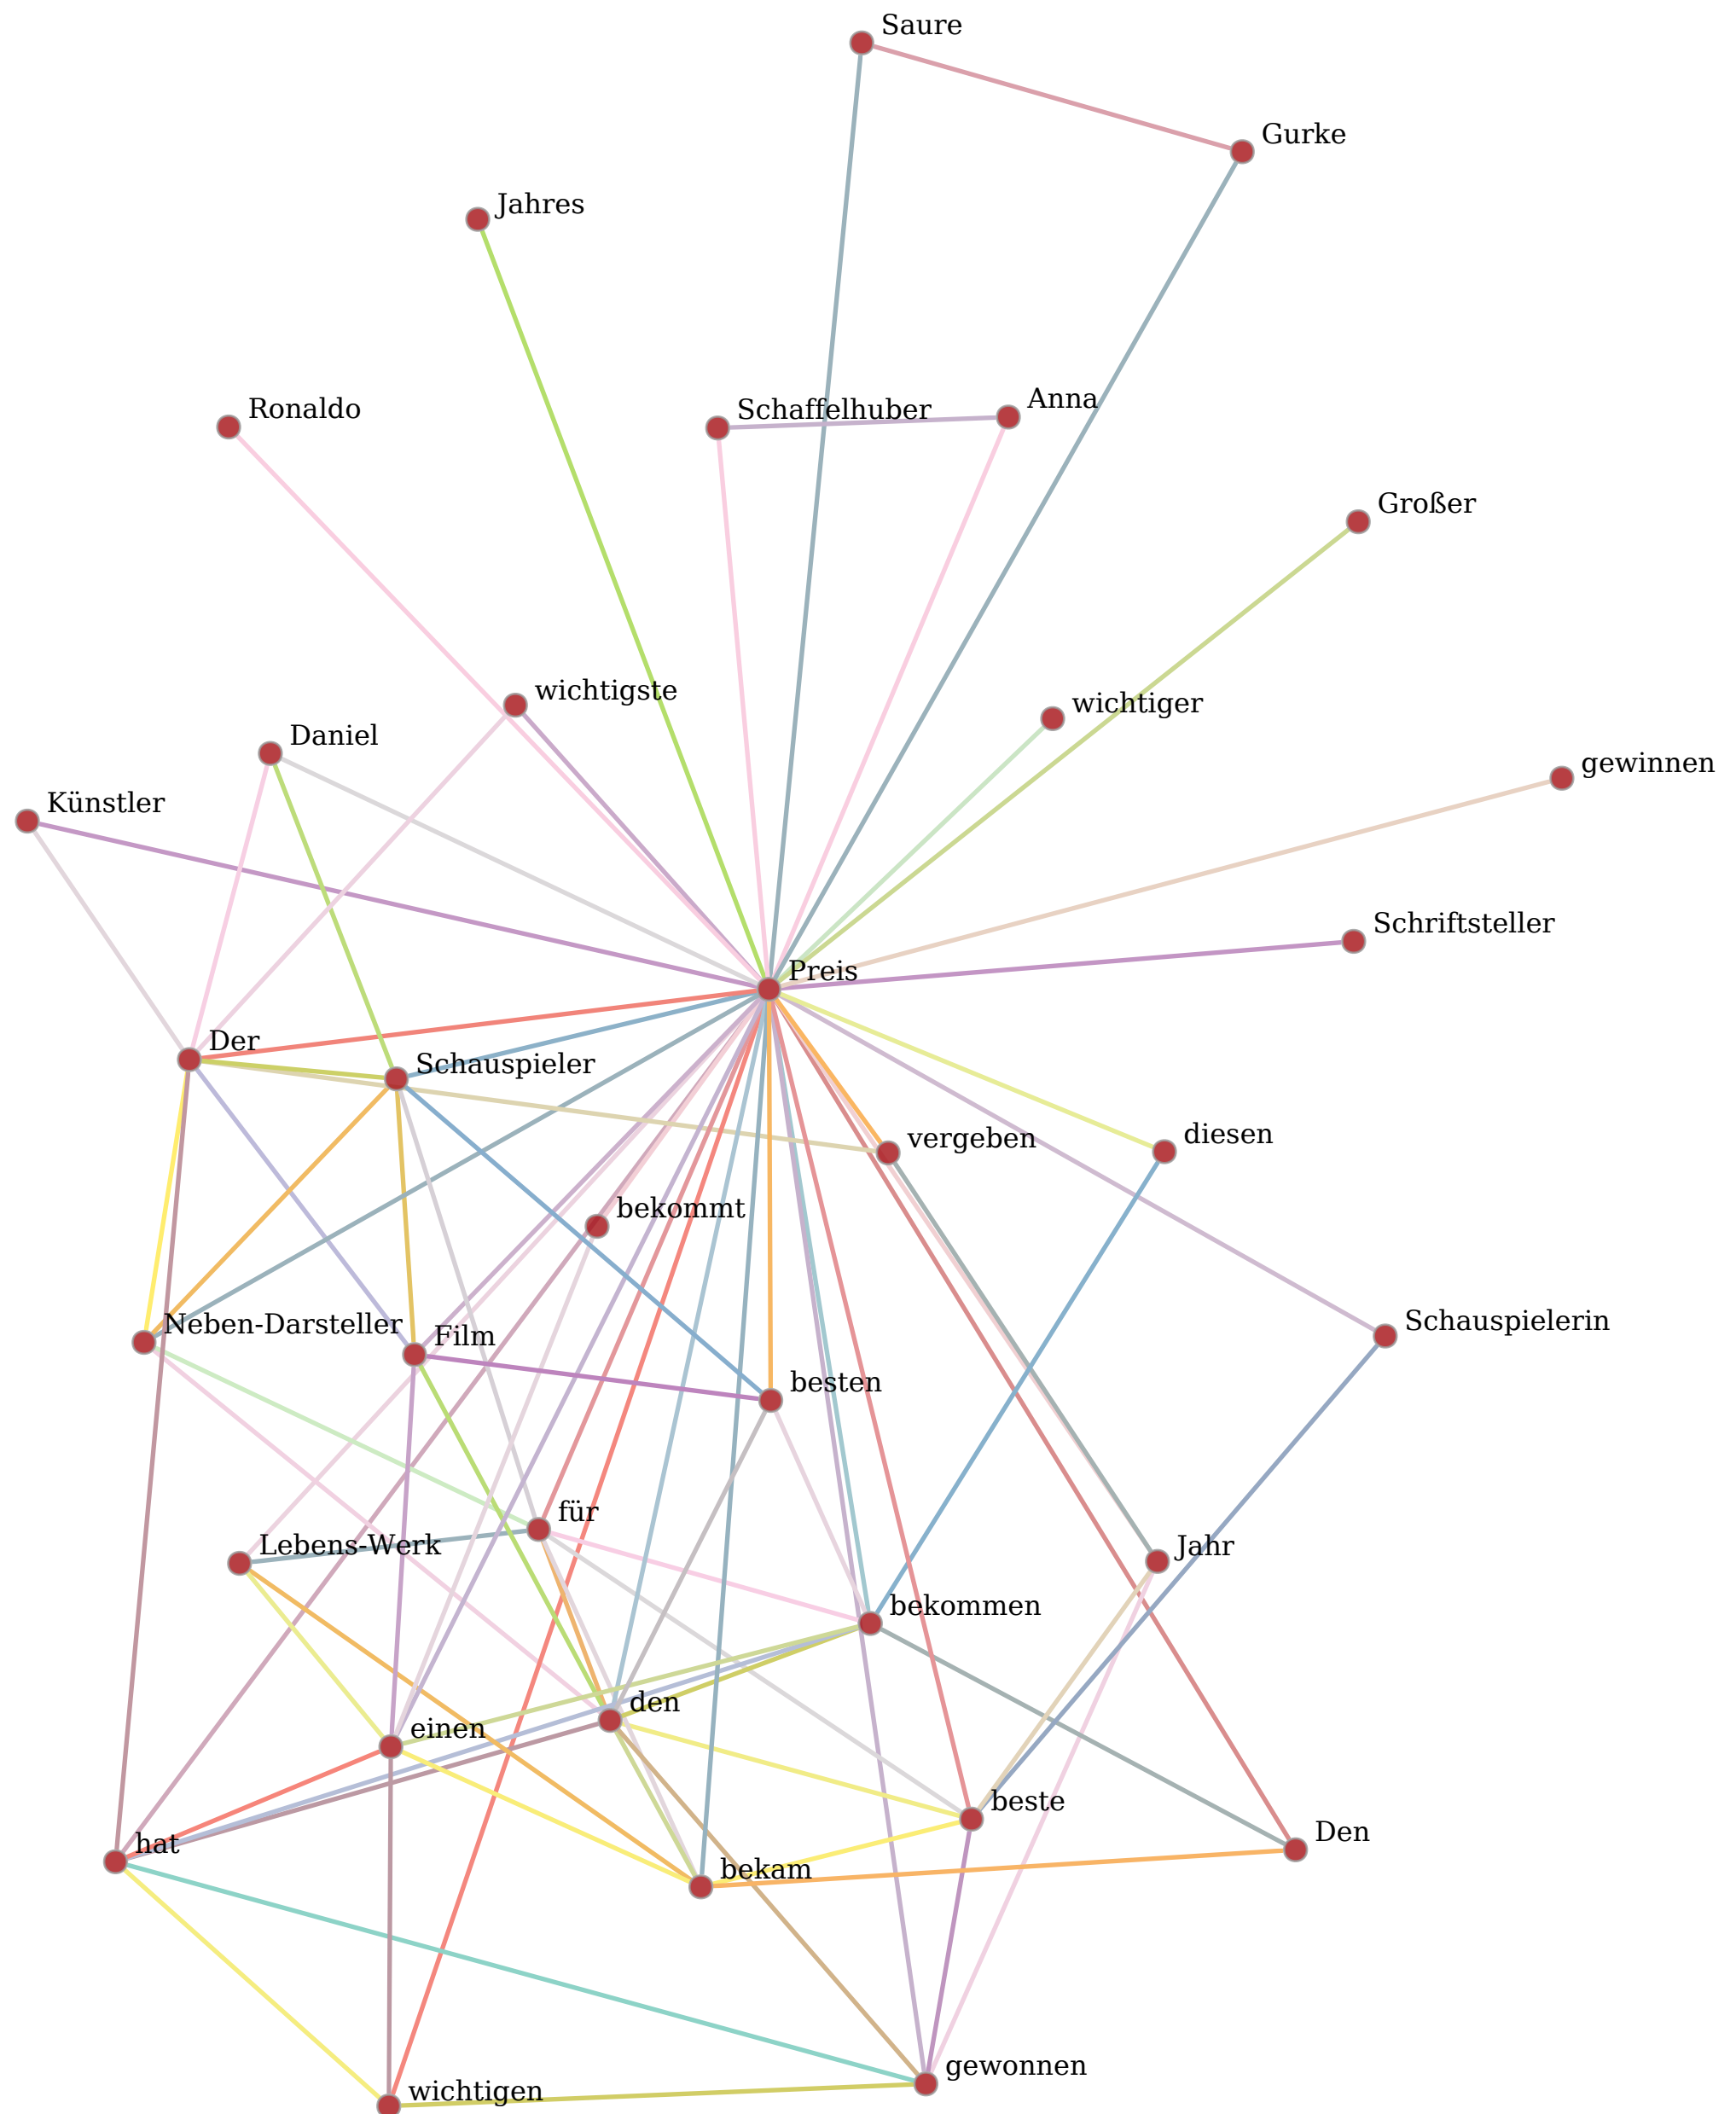 Saure
Gurke
Jahres
Anna
Ronaldo
Schaffelhuber
Großer
wichtigste
wichtiger
Daniel
gewinnen
Künstler
Schriftsteller
Preis
Der
Schauspieler
diesen
vergeben
bekommt
Schauspielerin
Neben-Darsteller
Film
besten
für
Lebens-Werk
Jahr
bekommen
den
einen
beste
Den
hat
bekam
gewonnen
wichtigen